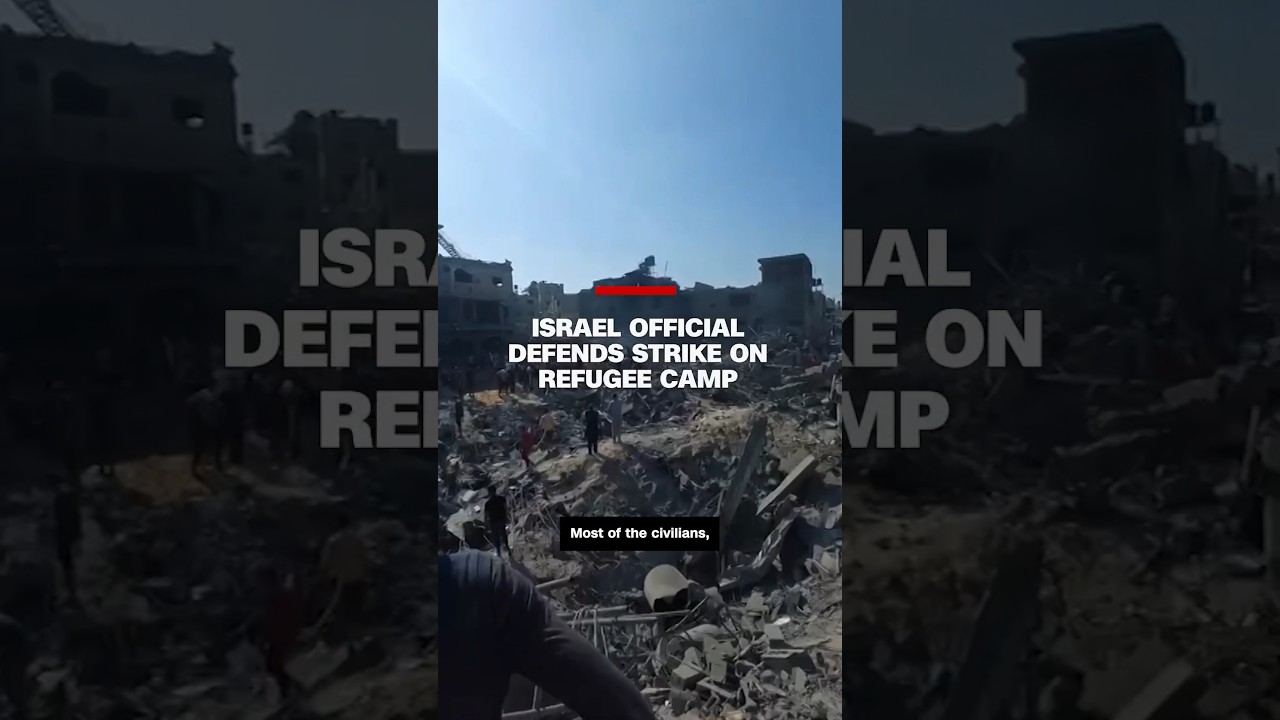 ISRAEL OFFICIAL
DEFENDS STRIKE ON
REFUGEE CAMP
Most of the civilians,